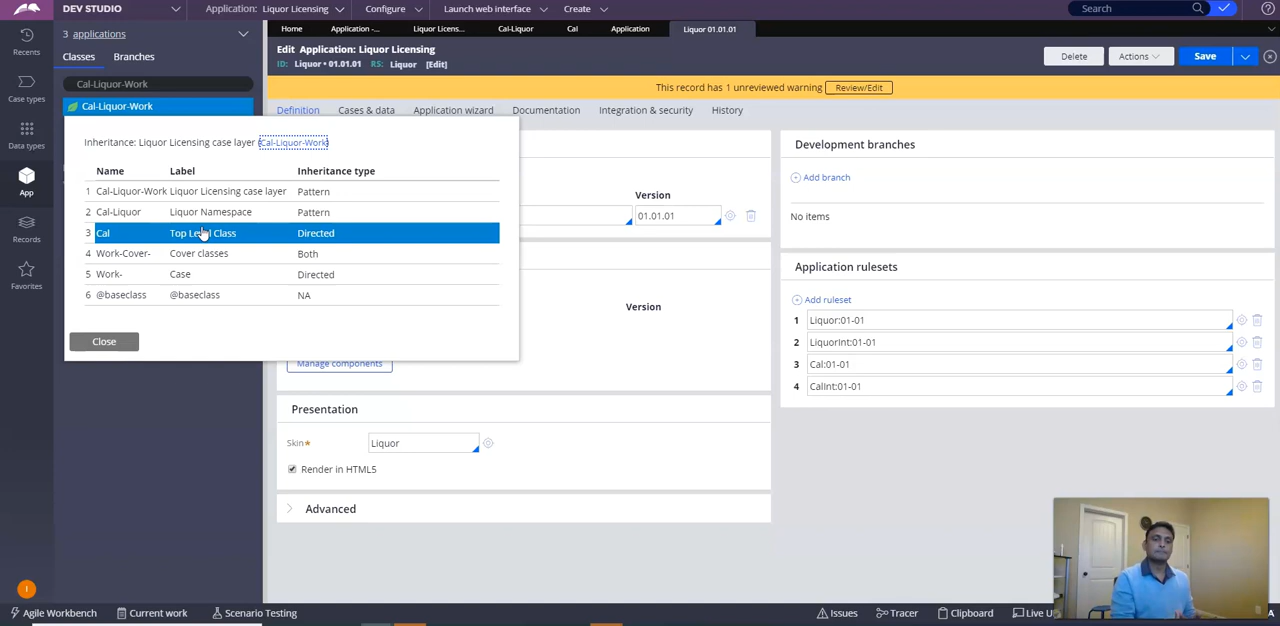 DEV STUDIO
Application: Liquor Licensing
Configure
Launch web interface
Create
Search
3 applications
Home
Application -...
Liquor Licens...
Cal-Liquor
Cal
Application
Liquor 01.01.01
Recents
Classes
Branches
Edit Application: Liquor Licensing
ID: Liquor • 01.01.01 RS: Liquor [Edit]
Delete
Actions
Save
Case types
Cal-Liquor-Work
Cal-Liquor-Work
This record has 1 unreviewed warning Review/Edit
Definition
Cases & data
Application wizard
Documentation
Integration & security
History
Data types
App
Records
Favorites
Inheritance: Liquor Licensing case layer (Cal-Liquor-Work)
Name Label Inheritance type
1 Cal-Liquor-Work Liquor Licensing case layer Pattern
2 Cal-Liquor Liquor Namespace Pattern
3 Cal Top Level Class Directed
4 Work-Cover- Cover classes Both
5 Work- Case Directed
6 @baseclass @baseclass NA
Close
Version
01.01.01
Version
Manage components
Development branches
Add branch
No items
Application rulesets
Add ruleset
1 Liquor:01-01
2 LiquorInt:01-01
3 Cal:01-01
4 CalInt:01-01
Presentation
Skin* Liquor
Render in HTML5
Advanced
Agile Workbench
Current work
Scenario Testing
Issues
Tracer
Clipboard
Live U
A